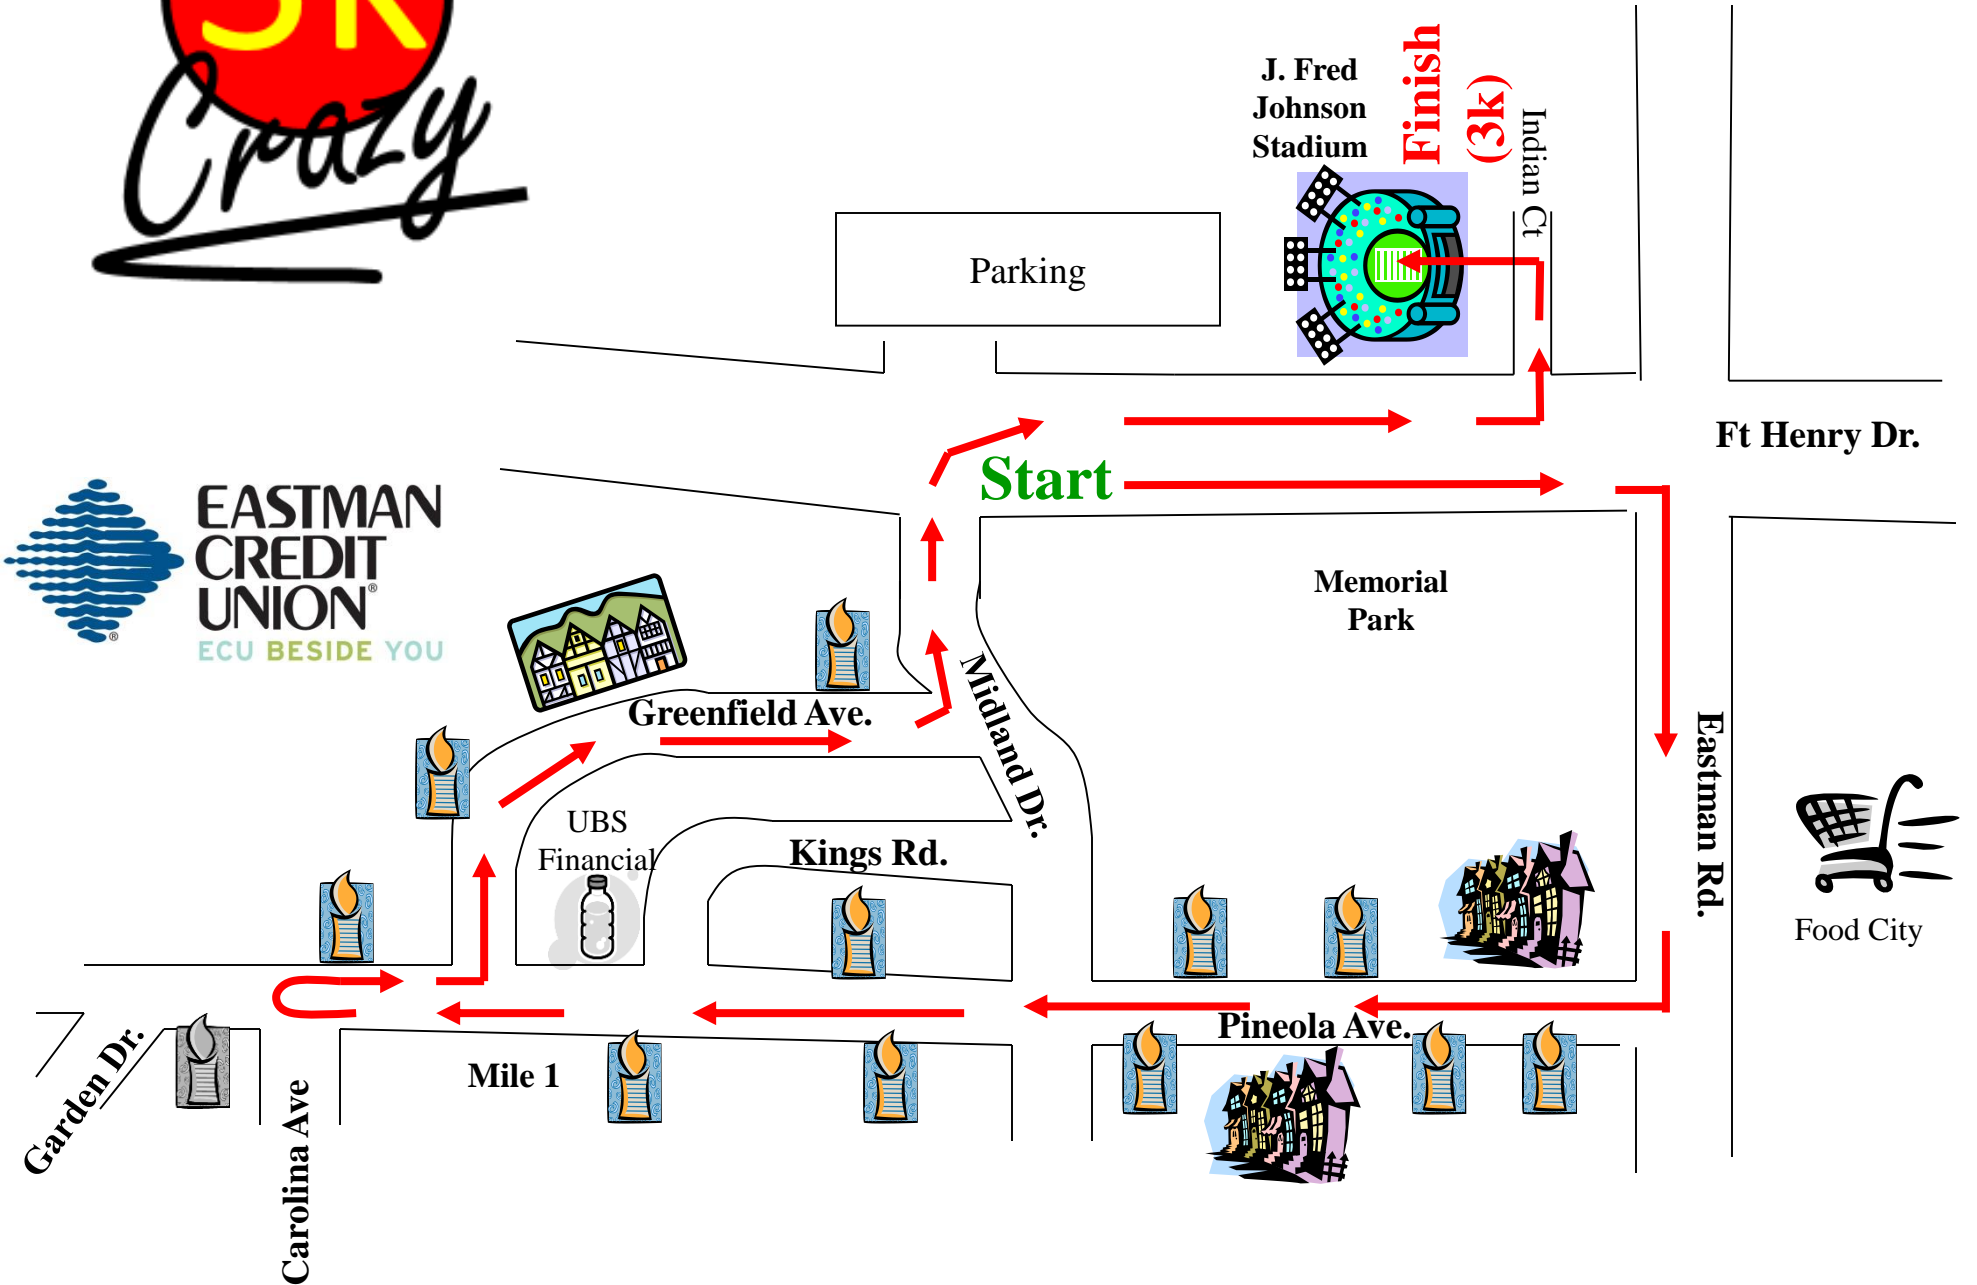 3K
Crazy
J. Fred
Johnson
Stadium
Finish
(3k)
Indian Ct
Parking
Ft Henry Dr.
Start
EASTMAN
CREDIT
UNION®
ECU BESIDE YOU
®
Memorial
Park
Greenfield Ave.
Midland Dr.
Eastman Rd.
UBS
Financial
Kings Rd.
Food City
Pineola Ave.
Garden Dr.
Mile 1
Carolina Ave